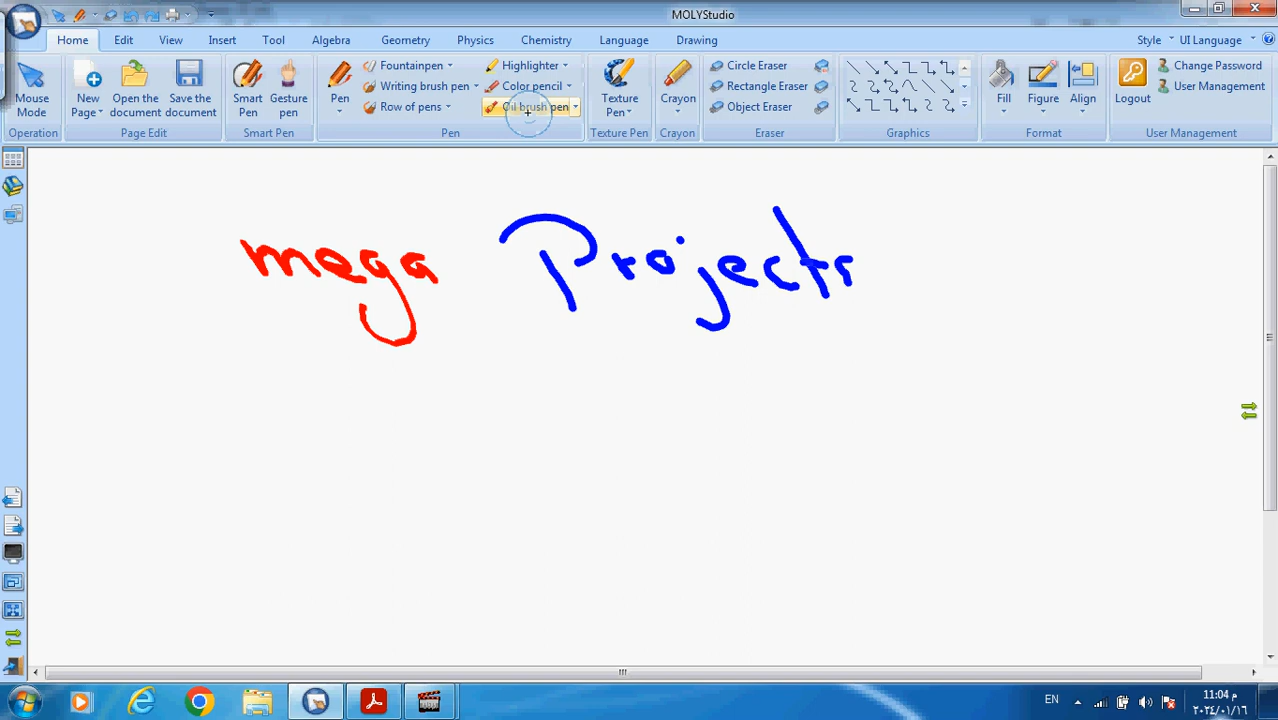 MOLYStudio
Home Edit View Insert Tool Algebra Geometry Physics Chemistry Language Drawing Style UI Language
Mouse Mode
Operation
New Page
Open the document
Save the document
Page Edit
Smart Pen
Gesture pen
Smart Pen
Pen
Fountainpen
Writing brush pen
Row of pens
Highlighter
Color pencil
Oil brush pen
Pen
Texture Pen
Texture Pen
Crayon
Crayon
Circle Eraser
Rectangle Eraser
Object Eraser
Eraser
Graphics
Fill
Figure
Align
Format
Logout
Change Password
User Management
User Management
mega Projects
EN
11:04 م
٢٠٢٤/٠١/١٦